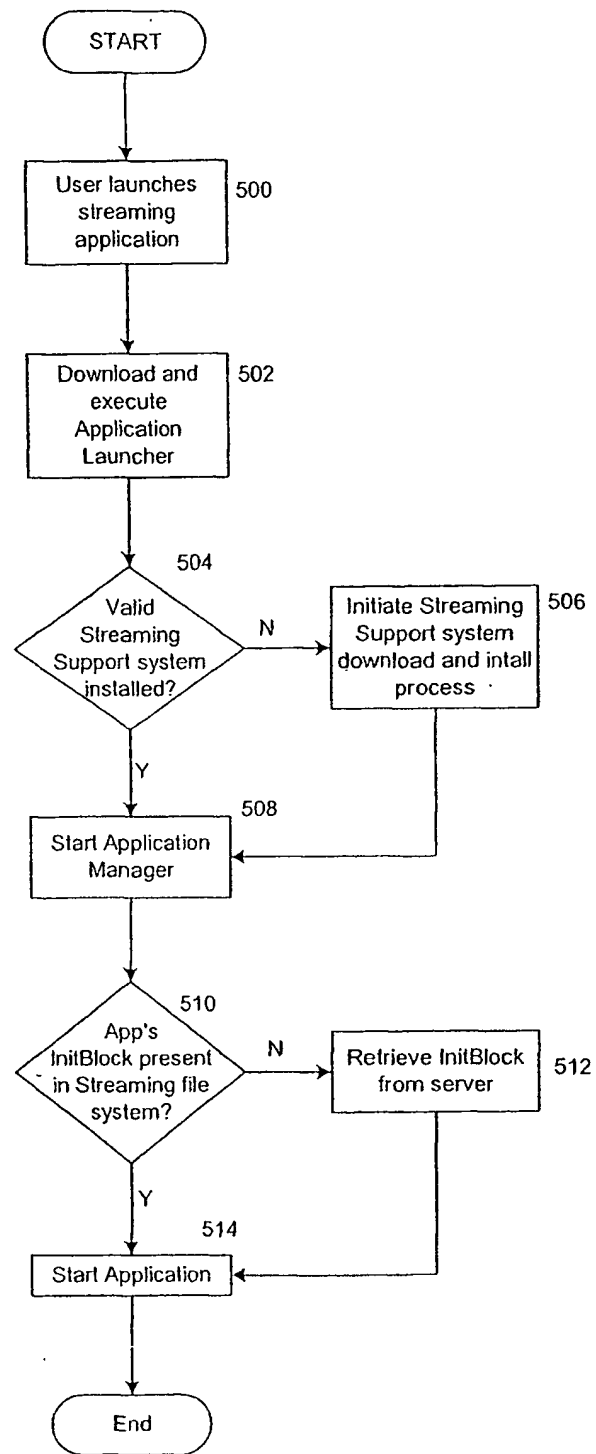 START
User launches
streaming
application
500
Download and
execute
Application
Launcher
502
504
Valid
Streaming
Support system
installed?
N
Initiate Streaming
Support system
download and intall
process
506
Y
508
Start Application
Manager
510
App's
InitBlock present
in Streaming file
system?
N
Retrieve InitBlock
from server
512
Y
514
Start Application
End